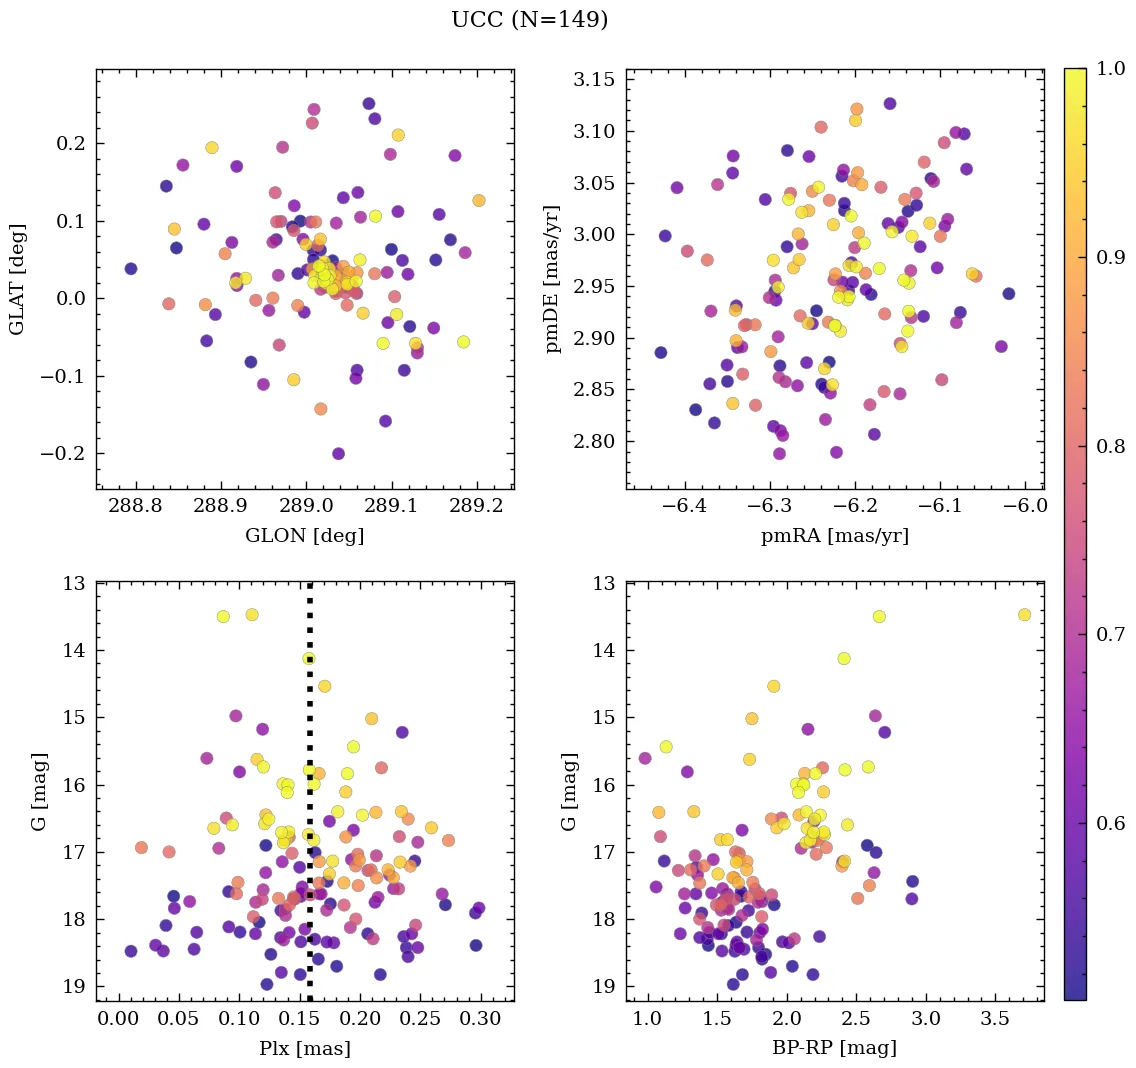 UCC (N=149)
0.2
0.1
0.0
−0.1
−0.2
GLAT [deg]
288.8 288.9 289.0 289.1 289.2
GLON [deg]
3.15
3.10
3.05
3.00
2.95
2.90
2.85
2.80
pmDE [mas/yr]
−6.4 −6.3 −6.2 −6.1 −6.0
pmRA [mas/yr]
13
14
15
16
17
18
19
G [mag]
0.00 0.05 0.10 0.15 0.20 0.25 0.30
Plx [mas]
13
14
15
16
17
18
19
G [mag]
1.0 1.5 2.0 2.5 3.0 3.5
BP-RP [mag]
1.0
0.9
0.8
0.7
0.6